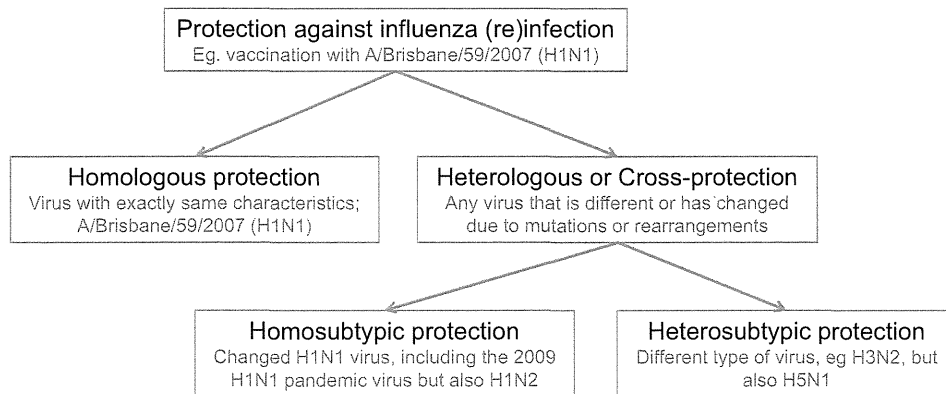 Protection against influenza (re)infection
Eg. vaccination with A/Brisbane/59/2007 (H1N1)
Homologous protection
Virus with exactly same characteristics;
A/Brisbane/59/2007 (H1N1)
Heterologous or Cross-protection
Any virus that is different or has changed
due to mutations or rearrangements
Homosubtypic protection
Changed H1N1 virus, including the 2009
H1N1 pandemic virus but also H1N2
Heterosubtypic protection
Different type of virus, eg H3N2, but
also H5N1